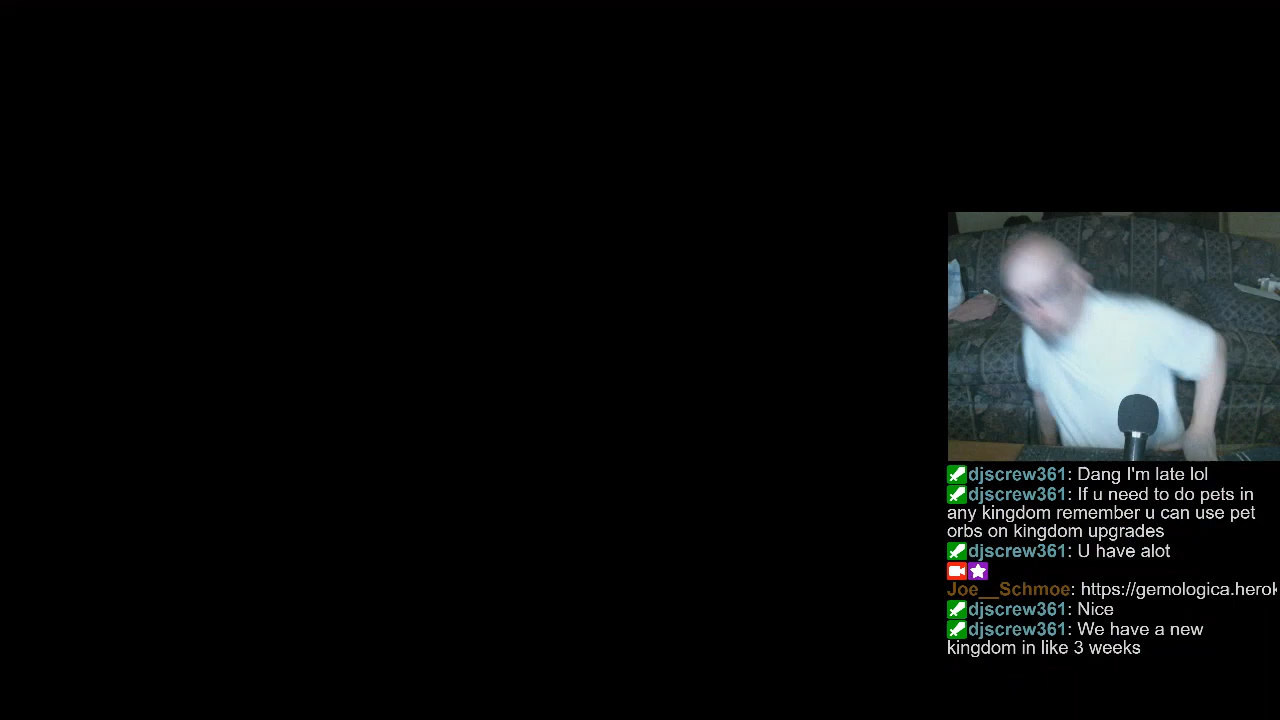 djscrew361: Dang I'm late lol
djscrew361: If u need to do pets in
any kingdom remember u can use pet
orbs on kingdom upgrades
djscrew361: U have alot
Joe__Schmoe: https://gemologica.herok
djscrew361: Nice
djscrew361: We have a new
kingdom in like 3 weeks